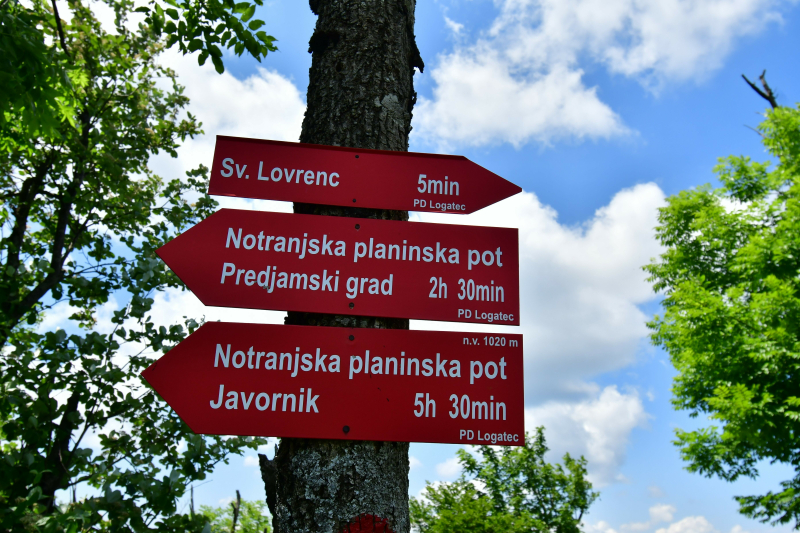 Sv. Lovrenc 5min
PD Logatec
Notranjska planinska pot
Predjamski grad 2h 30min
PD Logatec
n.v. 1020 m
Notranjska planinska pot
Javornik 5h 30min
PD Logatec